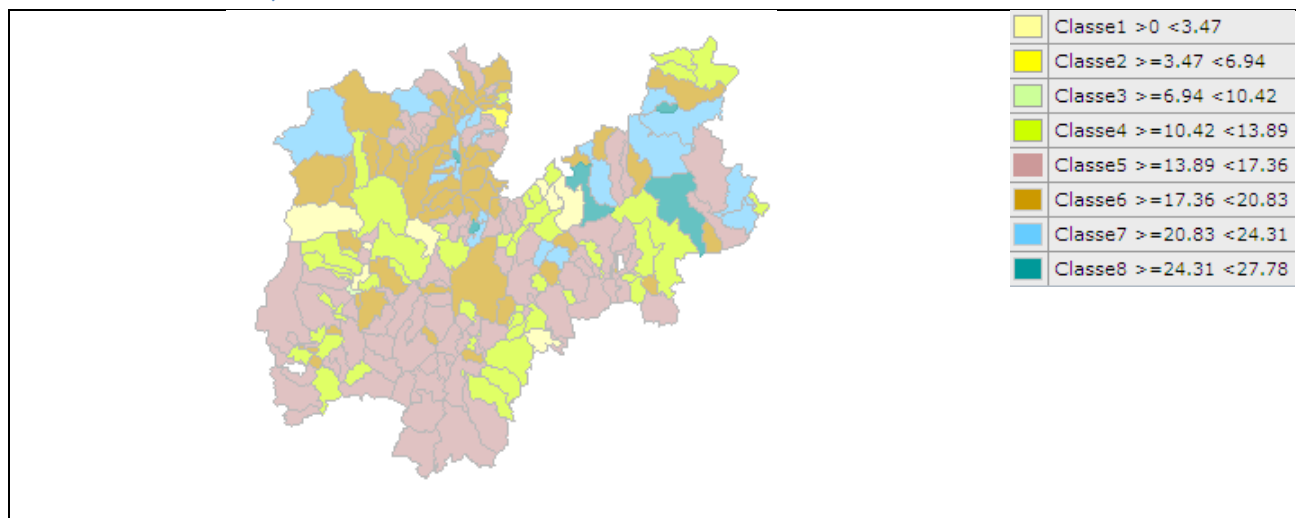 Classe1 >0 <3.47
Classe2 >=3.47 <6.94
Classe3 >=6.94 <10.42
Classe4 >=10.42 <13.89
Classe5 >=13.89 <17.36
Classe6 >=17.36 <20.83
Classe7 >=20.83 <24.31
Classe8 >=24.31 <27.78